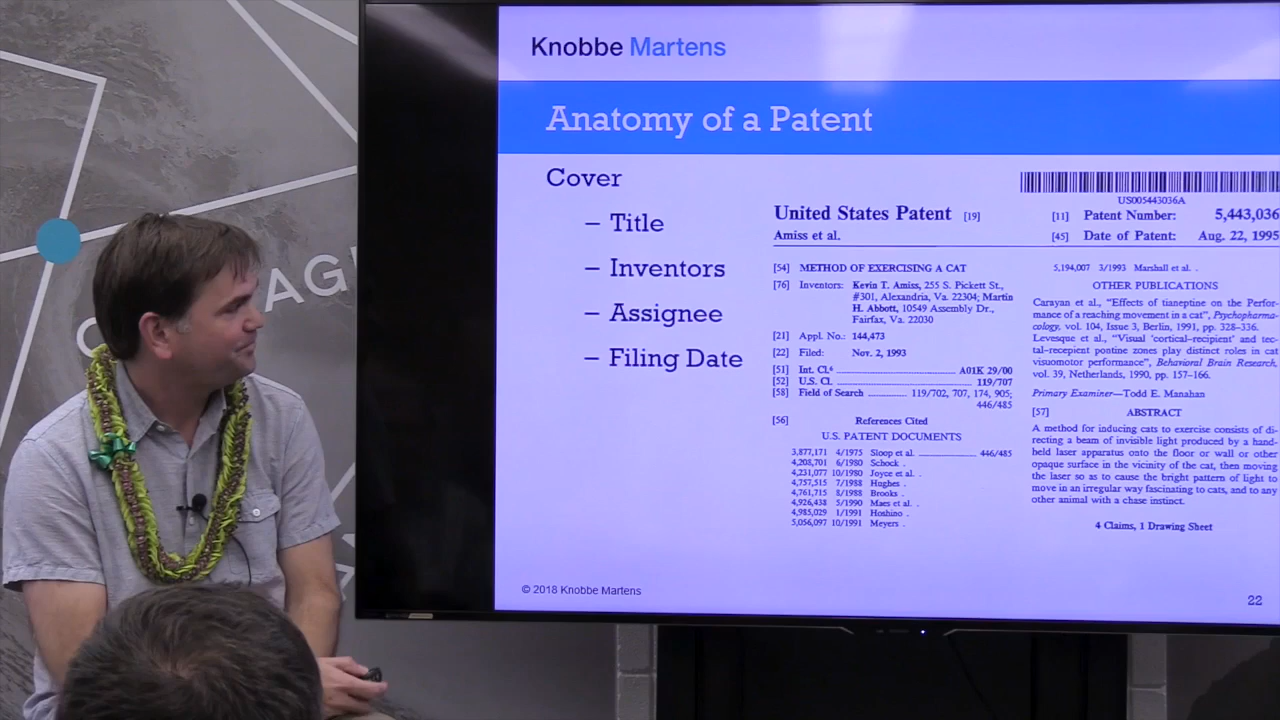 Knobbe Martens
Anatomy of a Patent
Cover
– Title
– Inventors
– Assignee
– Filing Date
US005443036A
United States Patent [19]
Amiss et al.
[11] Patent Number: 5,443,036
[45] Date of Patent: Aug. 22, 1995
[54] METHOD OF EXERCISING A CAT
[76] Inventors: Kevin T. Amiss, 255 S. Pickett St.,
#301, Alexandria, Va. 22304; Martin
H. Abbott, 10549 Assembly Dr.,
Fairfax, Va. 22030
[21] Appl. No.: 144,473
[22] Filed: Nov. 2, 1993
[51] Int. Cl.⁶ A01K 29/00
[52] U.S. Cl. 119/707
[58] Field of Search 119/702, 707, 174, 905;
446/485
[56] References Cited
U.S. PATENT DOCUMENTS
3,877,171 4/1975 Sloop et al. 446/485
4,208,701 6/1980 Schock .
4,231,077 10/1980 Joyce et al. .
4,757,515 7/1988 Hughes .
4,761,715 8/1988 Brooks .
4,926,438 5/1990 Maes et al. .
4,985,029 1/1991 Hoshino .
5,056,097 10/1991 Meyers .
5,194,007 3/1993 Marshall et al. .
OTHER PUBLICATIONS
Carayan et al., "Effects of tianeptine on the Perfor-
mance of a reaching movement in a cat", Psychopharma-
cology, vol. 104, Issue 3, Berlin, 1991, pp. 328-336.
Levesque et al., "Visual 'cortical-recipient' and tec-
tal-recepient pontine zones play distinct roles in cat
visuomotor performance", Behavioral Brain Research,
vol. 39, Netherlands, 1990, pp. 157-166.
Primary Examiner—Todd E. Manahan
[57] ABSTRACT
A method for inducing cats to exercise consists of di-
recting a beam of invisible light produced by a hand-
held laser apparatus onto the floor or wall or other
opaque surface in the vicinity of the cat, then moving
the laser so as to cause the bright pattern of light to
move in an irregular way fascinating to cats, and to any
other animal with a chase instinct.
4 Claims, 1 Drawing Sheet
© 2018 Knobbe Martens
22